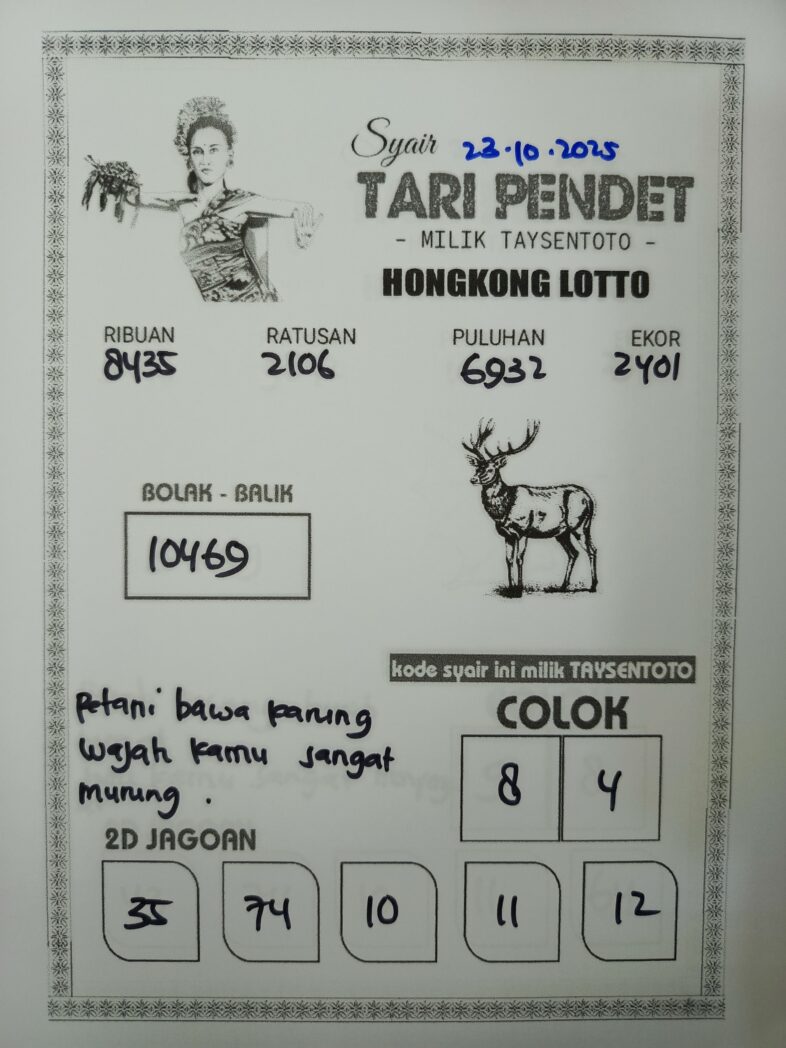 Syair 23.10.2025
TARI PENDET
- MILIK TAYSENTOTO -
HONGKONG LOTTO
RIBUAN RATUSAN PULUHAN EKOR
8435 2106 6932 2401
BOLAK - BALIK
10469
kode syair ini milik TAYSENTOTO
Petani bawa karung
wajah kamu sangat
murung .
COLOK
8 4
2D JAGOAN
35 74 10 11 12